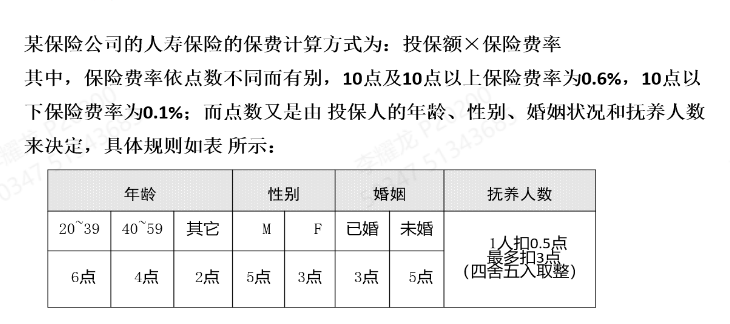 某保险公司的人寿保险的保费计算方式为：投保额×保险费率
其中，保险费率依点数不同而有别，10点及10点以上保险费率为0.6%，10点以
下保险费率为0.1%；而点数又是由 投保人的年龄、性别、婚姻状况和抚养人数
来决定，具体规则如表 所示：
年龄 性别 婚姻 抚养人数
20~39 40~59 其它 M F 已婚 未婚
1人扣0.5点
最多扣3点
（四舍五入取整）
6点 4点 2点 5点 3点 3点 5点